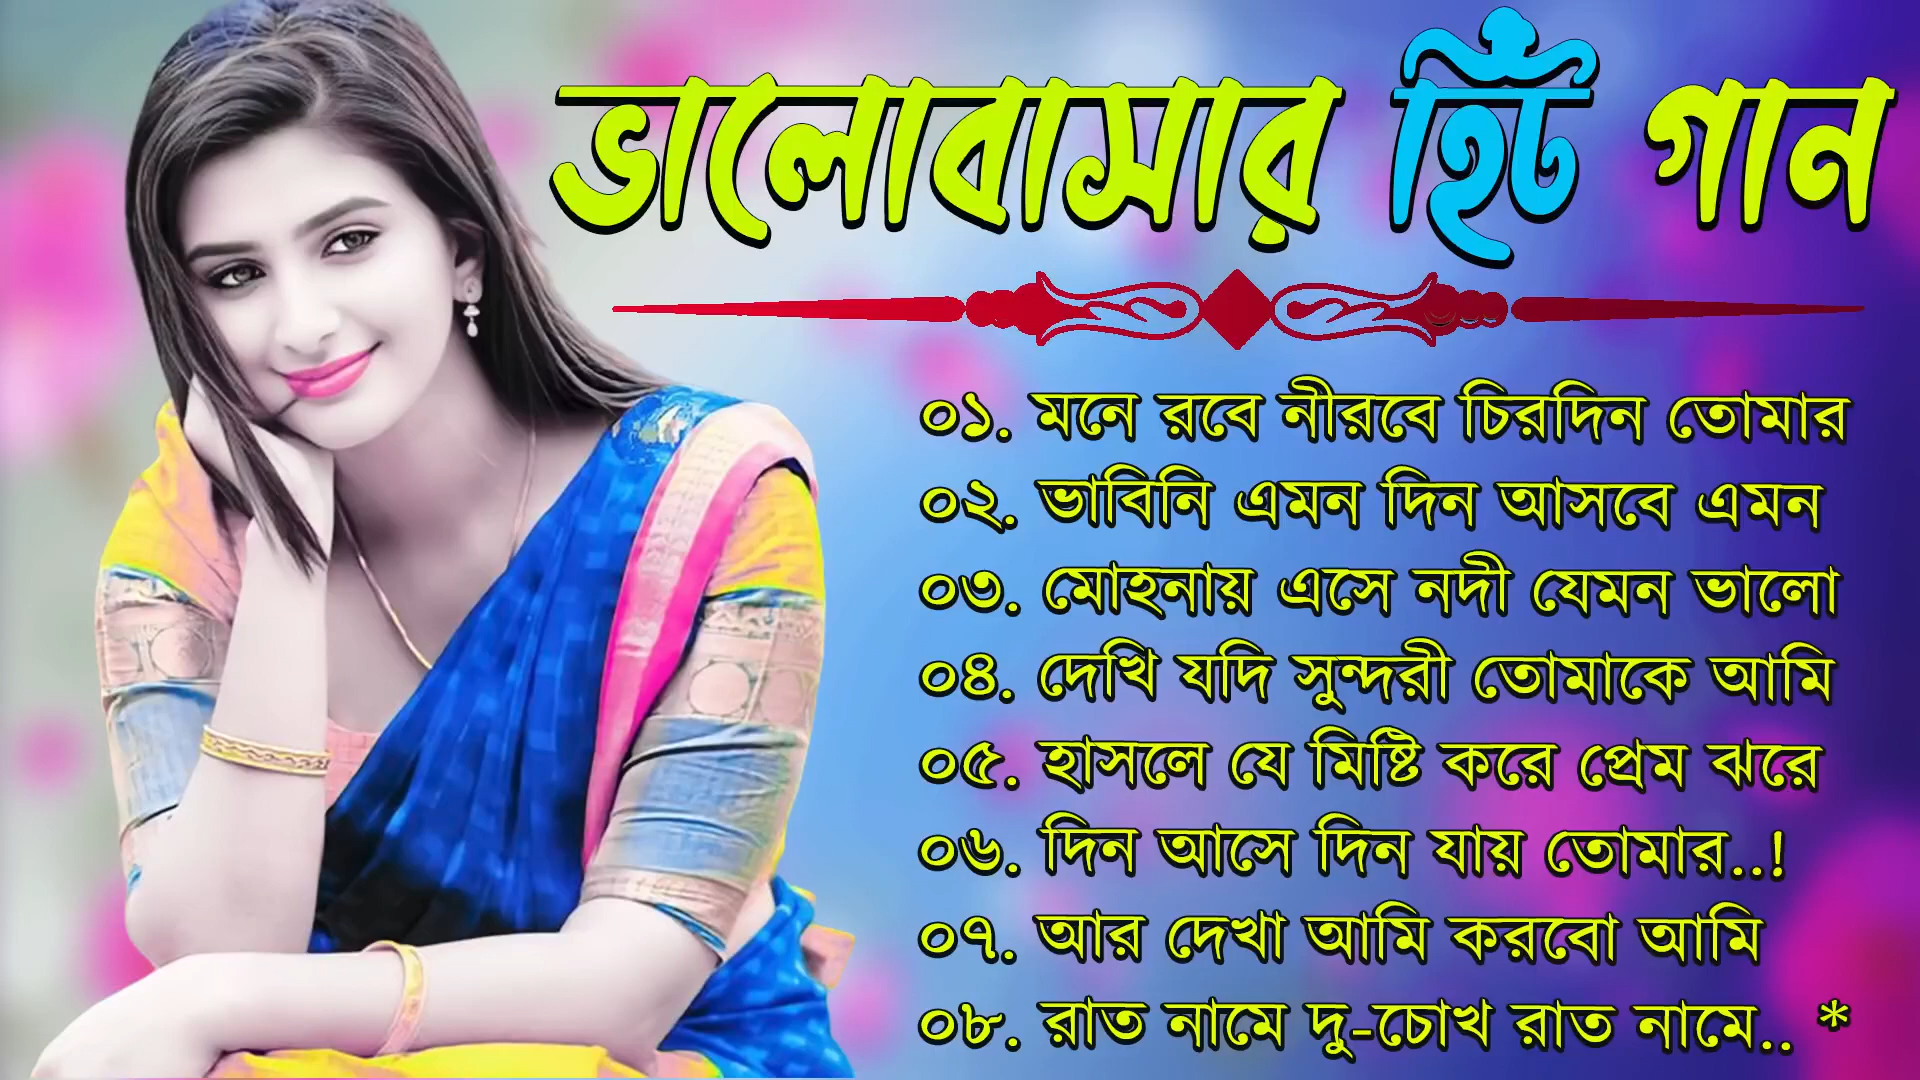 ভালোবাসার হিট গান
০১. মনে রবে নীরবে চিরদিন তোমার
০২. ভাবিনি এমন দিন আসবে এমন
০৩. মোহনায় এসে নদী যেমন ভালো
০৪. দেখি যদি সুন্দরী তোমাকে আমি
০৫. হাসলে যে মিষ্টি করে প্রেম ঝরে
০৬. দিন আসে দিন যায় তোমার..!
০৭. আর দেখা আমি করবো আমি
০৮. রাত নামে দু-চোখ রাত নামে.. *